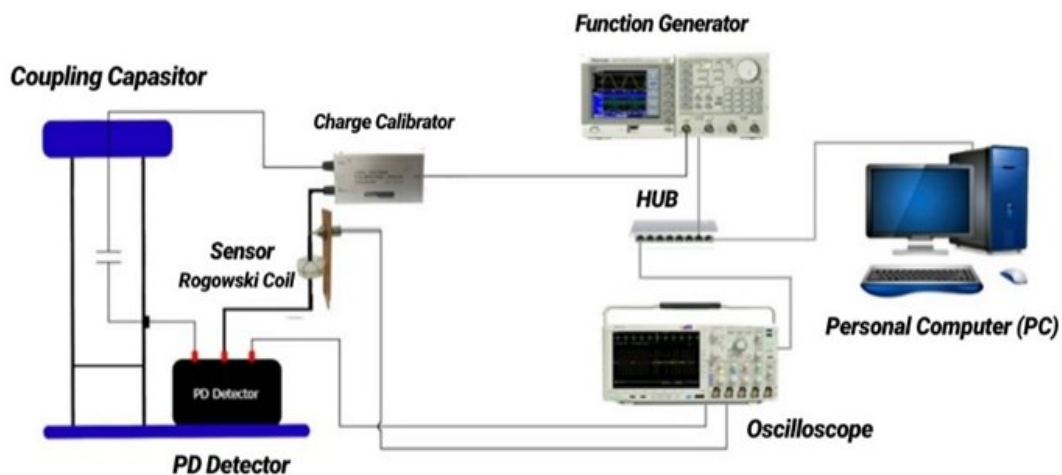 Function Generator
Coupling Capasitor
Charge Calibrator
HUB
Sensor
Rogowski Coil
Personal Computer (PC)
PD Detector
Oscilloscope
PD Detector